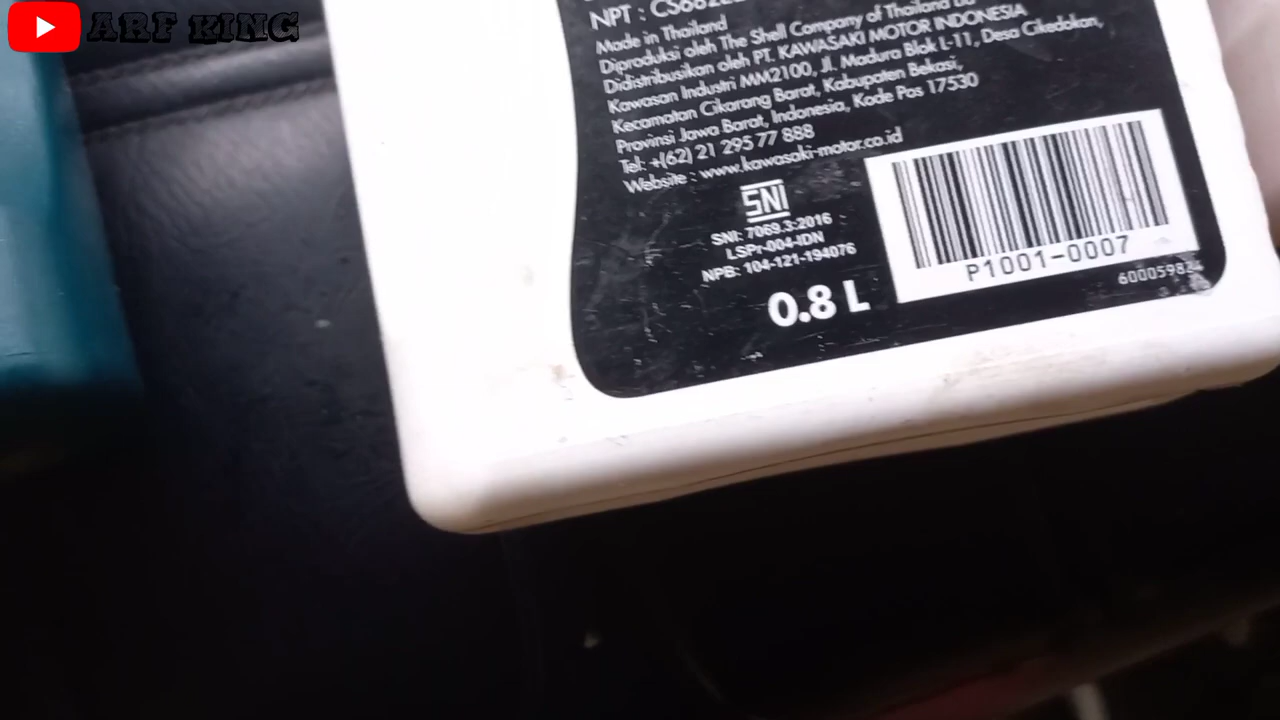 ARF KING
NPT :
Made in Thailand
Diproduksi oleh The Shell Company of Thailand Ltd
Didistribusikan oleh PT. KAWASAKI MOTOR INDONESIA
Kawasan Industri MM2100, Jl. Madura Blok L-11, Desa Cikedokan,
Kecamatan Cikarang Barat, Kabupaten Bekasi,
Provinsi Jawa Barat, Indonesia, Kode Pos 17530
Tel: +(62) 21 295 77 888
Website : www.kawasaki-motor.co.id
SNI
SNI: 7069.3:2016
LSPr-004-IDN
NPB: 104-121-194076
0.8 L
P1001-0007
600059824